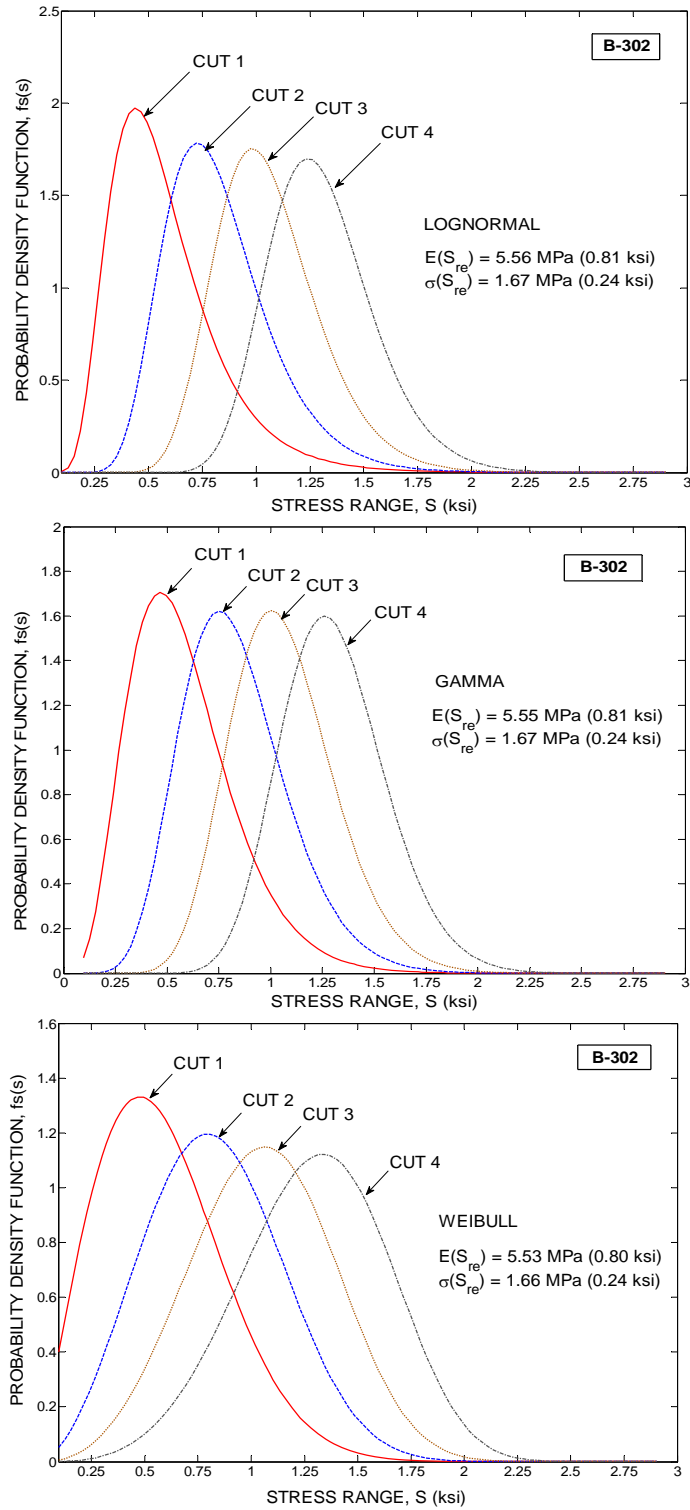 2.5
B-302
CUT 1
CUT 2
CUT 3
CUT 4
2
1.5
1
0.5
0
LOGNORMAL
E(S_re) = 5.56 MPa (0.81 ksi)
σ(S_re) = 1.67 MPa (0.24 ksi)
PROBABILITY DENSITY FUNCTION, fs(s)
0.25 0.5 0.75 1 1.25 1.5 1.75 2 2.25 2.5 2.75 3
STRESS RANGE, S (ksi)
2
B-302
CUT 1
CUT 2
CUT 3
CUT 4
1.8
1.6
1.4
1.2
1
0.8
0.6
0.4
0.2
0
GAMMA
E(S_re) = 5.55 MPa (0.81 ksi)
σ(S_re) = 1.67 MPa (0.24 ksi)
PROBABILITY DENSITY FUNCTION, fs(s)
0 0.25 0.5 0.75 1 1.25 1.5 1.75 2 2.25 2.5 2.75 3
STRESS RANGE, S (ksi)
1.6
B-302
CUT 1
CUT 2
CUT 3
CUT 4
1.4
1.2
1
0.8
0.6
0.4
0.2
0
WEIBULL
E(S_re) = 5.53 MPa (0.80 ksi)
σ(S_re) = 1.66 MPa (0.24 ksi)
PROBABILITY DENSITY FUNCTION, fs(s)
0.25 0.5 0.75 1 1.25 1.5 1.75 2 2.25 2.5 2.75 3
STRESS RANGE, S (ksi)